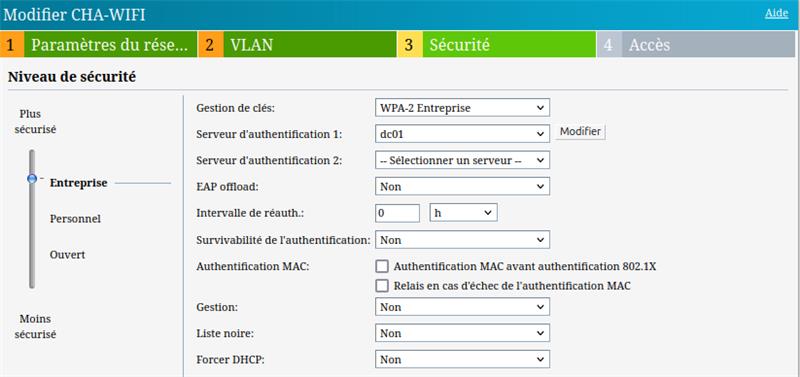 Modifier CHA-WIFI
Aide
1 Paramètres du rése... 2 VLAN 3 Sécurité 4 Accès
Niveau de sécurité
Plus
sécurisé
Entreprise
Personnel
Ouvert
Moins
sécurisé
Gestion de clés: WPA-2 Entreprise
Serveur d'authentification 1: dc01 Modifier
Serveur d'authentification 2: -- Sélectionner un serveur --
EAP offload: Non
Intervalle de réauth.: 0 h
Survivabilité de l'authentification: Non
Authentification MAC: Authentification MAC avant authentification 802.1X
Relais en cas d'échec de l'authentification MAC
Gestion: Non
Liste noire: Non
Forcer DHCP: Non